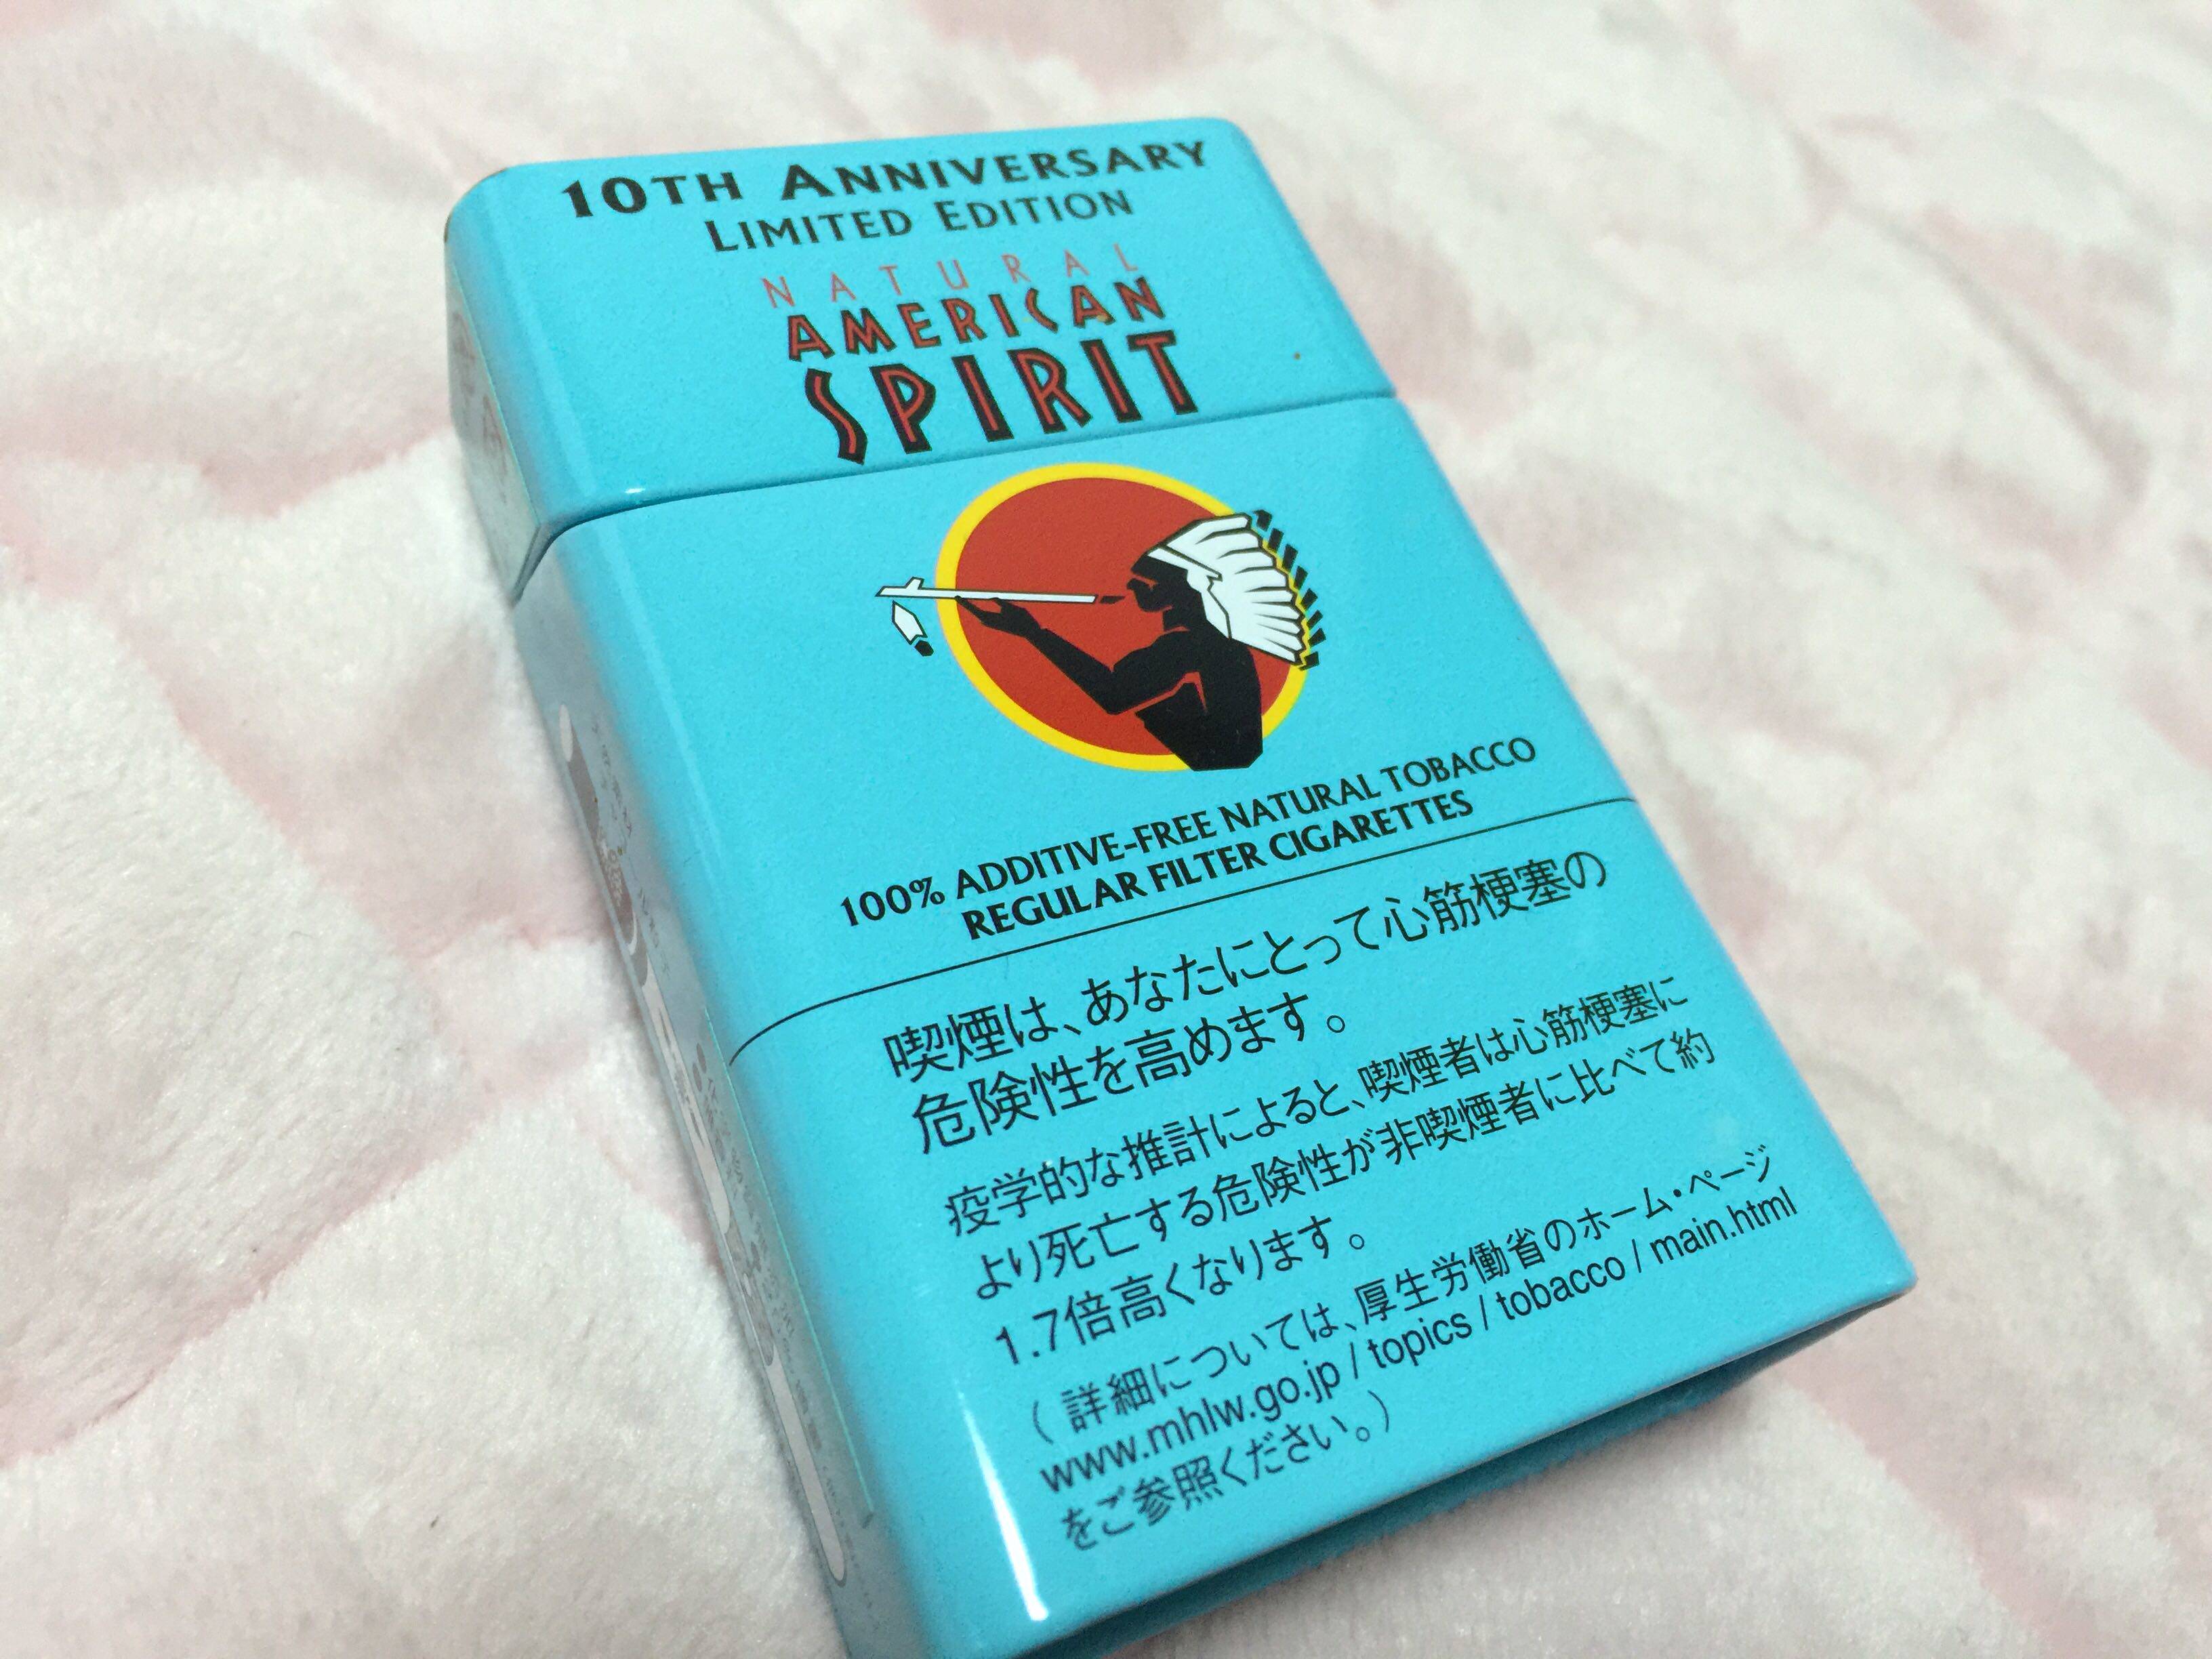 10TH ANNIVERSARY
LIMITED EDITION
NATURAL
AMERICAN
SPIRIT
100% ADDITIVE-FREE NATURAL TOBACCO
REGULAR FILTER CIGARETTES
喫煙は、あなたにとって心筋梗塞の
危険性を高めます。
疫学的な推計によると、喫煙者は心筋梗塞に
より死亡する危険性が非喫煙者に比べて約
1.7倍高くなります。
(詳細については、厚生労働省のホーム・ページ
www.mhlw.go.jp / topics / tobacco / main.html
をご参照ください。)